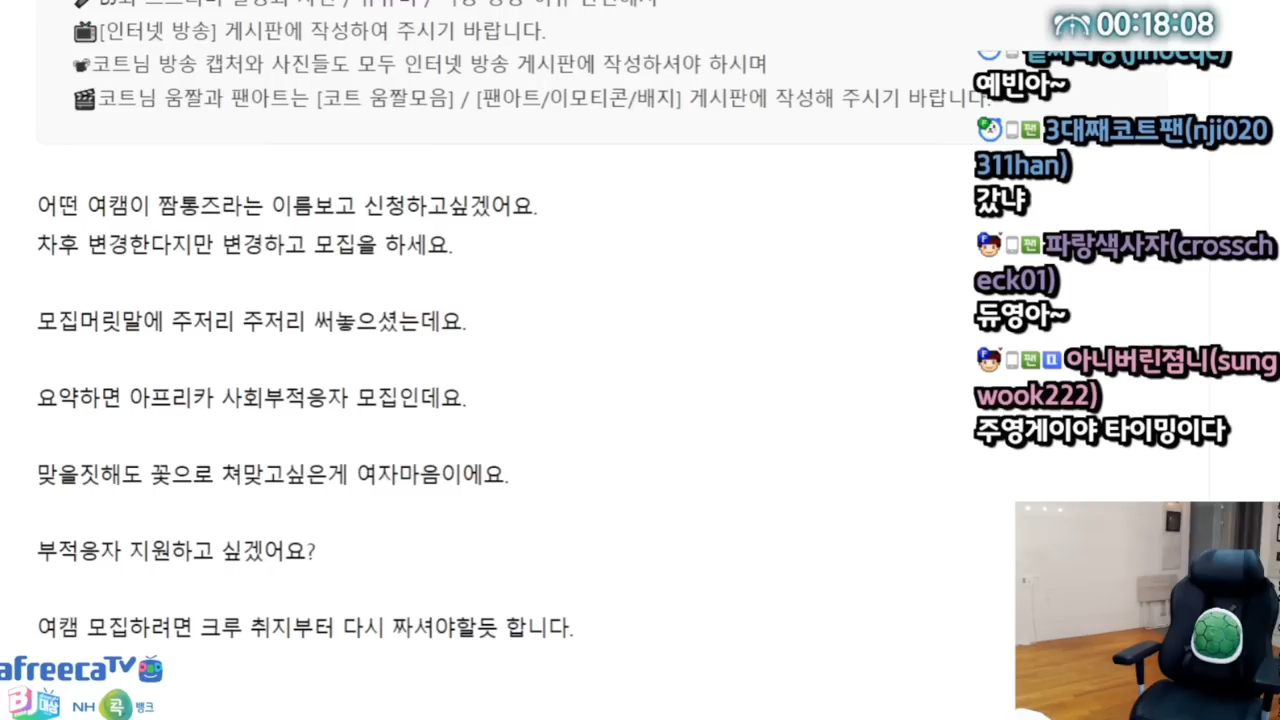 [인터넷 방송] 게시판에 작성하여 주시기 바랍니다.
코트님 방송 캡처와 사진들도 모두 인터넷 방송 게시판에 작성하셔야 하시며
코트님 움짤과 팬아트는 [코트 움짤모음] / [팬아트/이모티콘/배지] 게시판에 작성해 주시기 바랍니다.
어떤 여캠이 짬통즈라는 이름보고 신청하고싶겠어요.
차후 변경한다지만 변경하고 모집을 하세요.
모집머릿말에 주저리 주저리 써놓으셨는데요.
요약하면 아프리카 사회부적응자 모집인데요.
맞을짓해도 꽃으로 쳐맞고싶은게 여자마음이에요.
부적응자 지원하고 싶겠어요?
여캠 모집하려면 크루 취지부터 다시 짜셔야할듯 합니다.
afreecaTV
BJ 대상
NH 콕 뱅크
00:18:08
예빈아~
팬 3대째코트팬(nji020
311han)
갔냐
팬 파랑색사자(crossch
eck01)
듀영아~
팬 아니버린졈니(sung
wook222)
주영게이야 타이밍이다